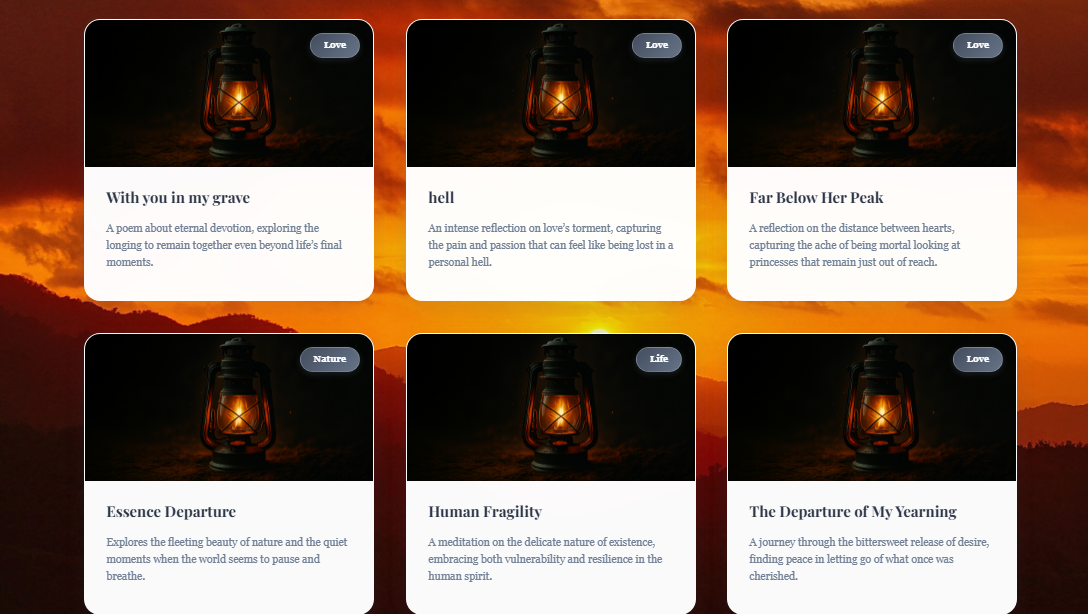 Love
Love
Love
With you in my grave
A poem about eternal devotion, exploring the
longing to remain together even beyond life's final
moments.
hell
An intense reflection on love's torment, capturing
the pain and passion that can feel like being lost in a
personal hell.
Far Below Her Peak
A reflection on the distance between hearts,
capturing the ache of being mortal looking at
princesses that remain just out of reach.
Nature
Life
Love
Essence Departure
Explores the fleeting beauty of nature and the quiet
moments when the world seems to pause and
breathe.
Human Fragility
A meditation on the delicate nature of existence,
embracing both vulnerability and resilience in the
human spirit.
The Departure of My Yearning
A journey through the bittersweet release of desire,
finding peace in letting go of what once was
cherished.